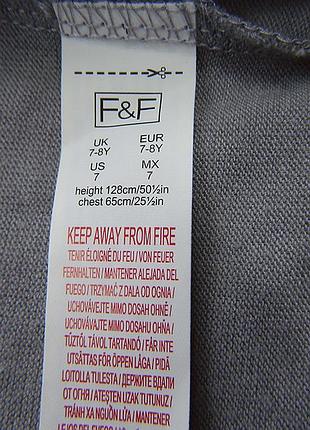 F&F
UK EUR
7-8Y 7-8Y
US MX
7 7
height 128cm/50½in
chest 65cm/25½in
KEEP AWAY FROM FIRE
TENIR ÉLOIGNÉ DU FEU / VON FEUER
FERNHALTEN / MANTENER ALEJADA DEL
FUEGO / TRZYMAĆ Z DALA OD OGNIA /
UCHOVÁVEJTE MIMO DOSAH OHNĚ /
UCHOVÁVAJTE MIMO DOSAHU OHŇA /
TŰZTŐL TÁVOL TARTANDÓ / FÅR INTE
UTSÄTTAS FÖR ÖPPEN LÅGA / PIDÄ
LOITOLLA TULESTA / ДЕРЖИТЕ ВДАЛИ
ОТ ОГНЯ / ATEŞTEN UZAK TUTUNUZ /
TRÁNH XA NGUỒN LỬA / MANTENER
LEJOS DEL FUEGO /